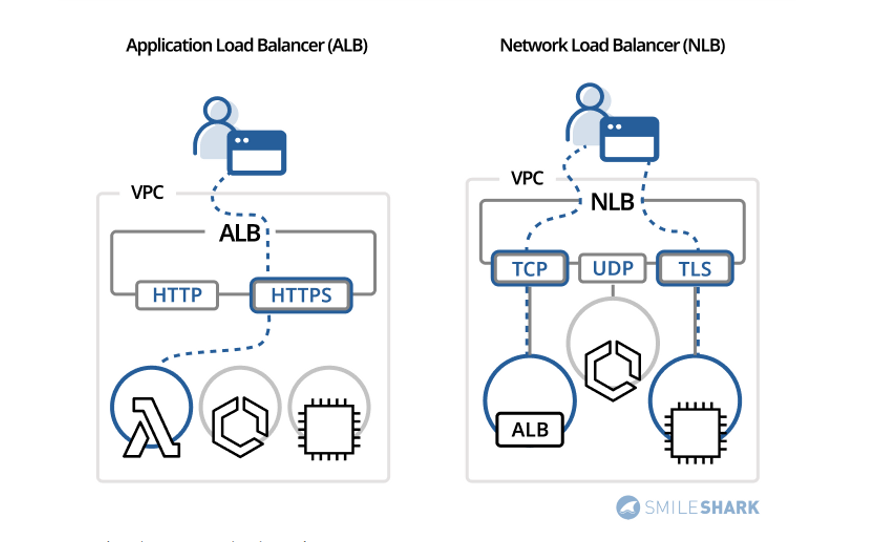 Application Load Balancer (ALB)
VPC
ALB
HTTP
HTTPS
Network Load Balancer (NLB)
VPC
NLB
TCP
UDP
TLS
ALB
SMILESHARK